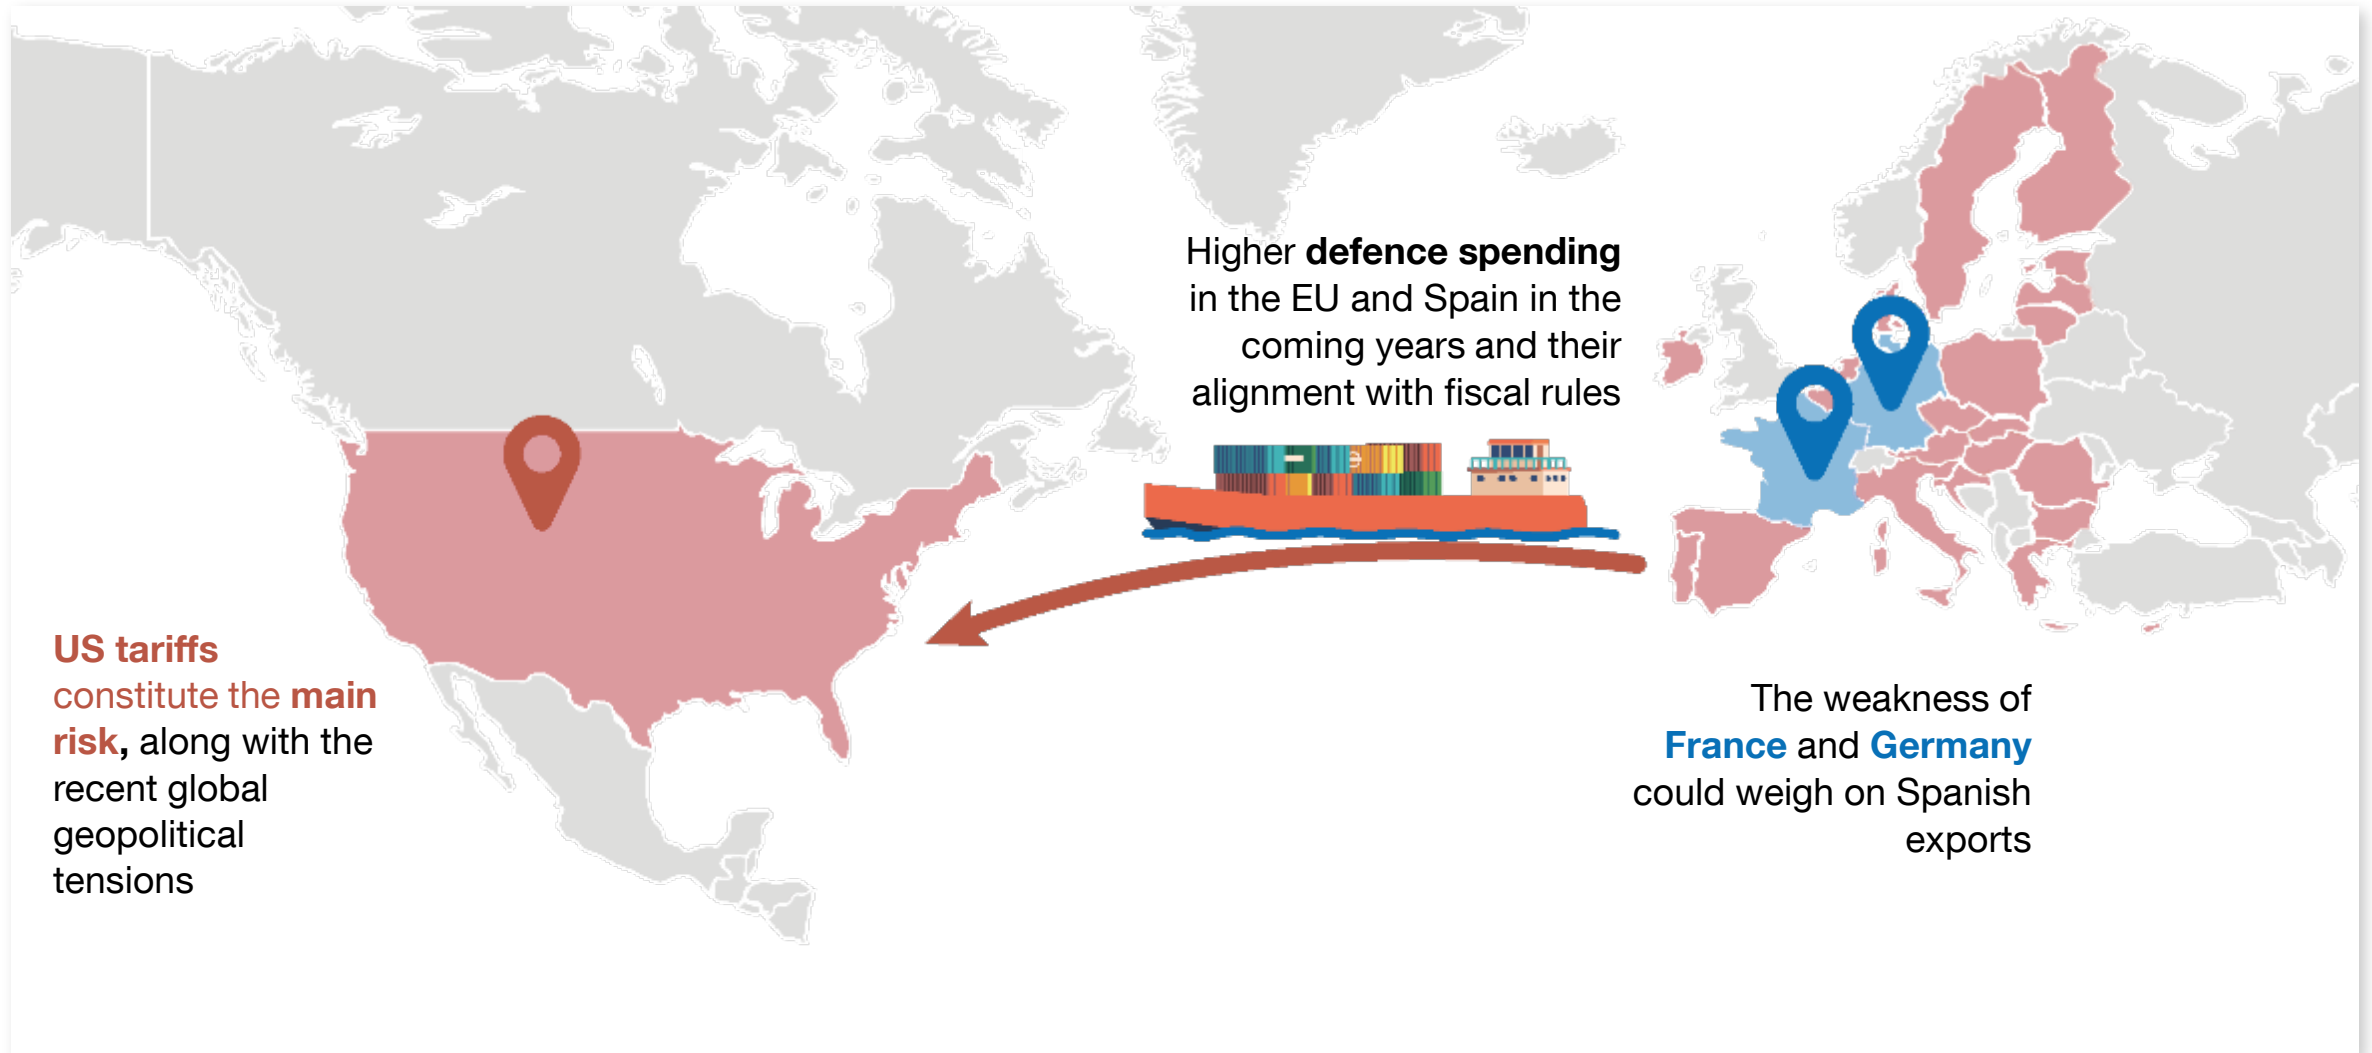 Higher defence spending
in the EU and Spain in the
coming years and their
alignment with fiscal rules
US tariffs
constitute the main
risk, along with the
recent global
geopolitical
tensions
The weakness of
France and Germany
could weigh on Spanish
exports